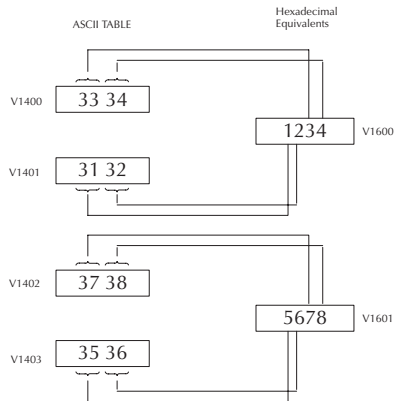 Hexadecimal
Equivalents
ASCII TABLE
V1400 33 34
1234 V1600
V1401 31 32
V1402 37 38
5678 V1601
V1403 35 36